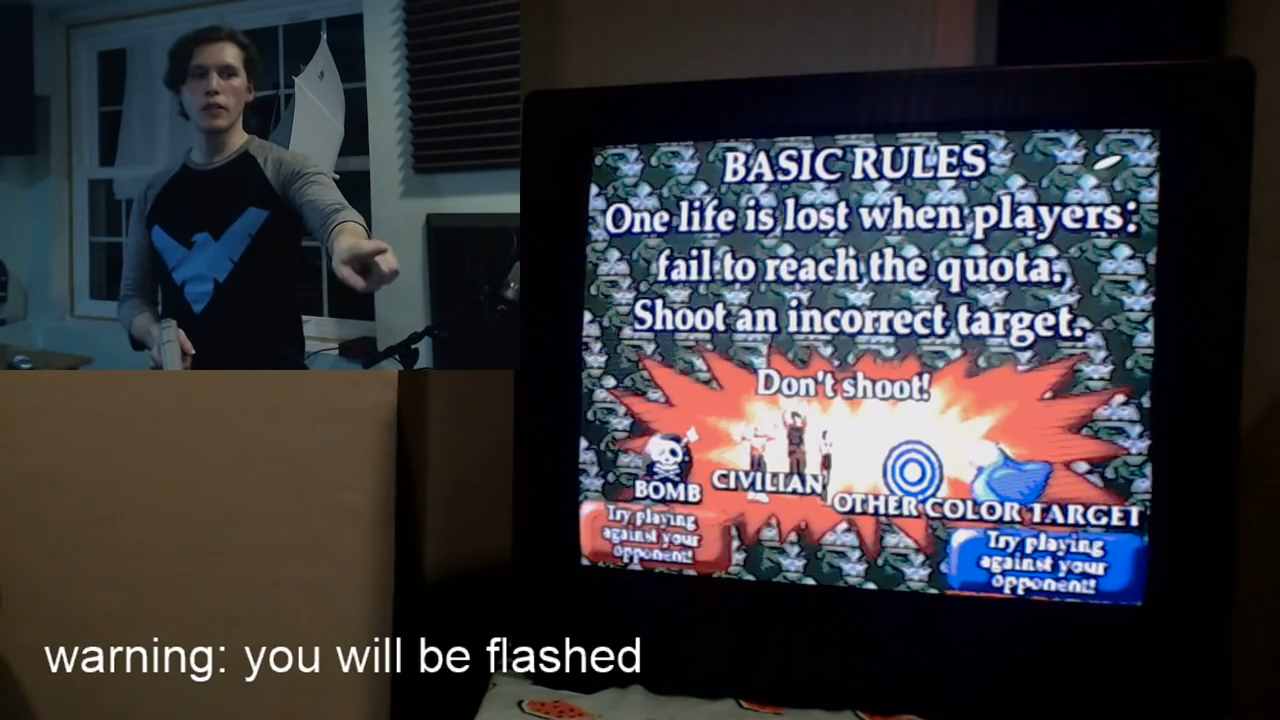 BASIC RULES
One life is lost when players:
fail to reach the quota.
Shoot an incorrect target.
Don't shoot!
BOMB
CIVILIAN
OTHER COLOR TARGET
Try playing
against your
opponent!
Try playing
against your
opponent!
warning: you will be flashed